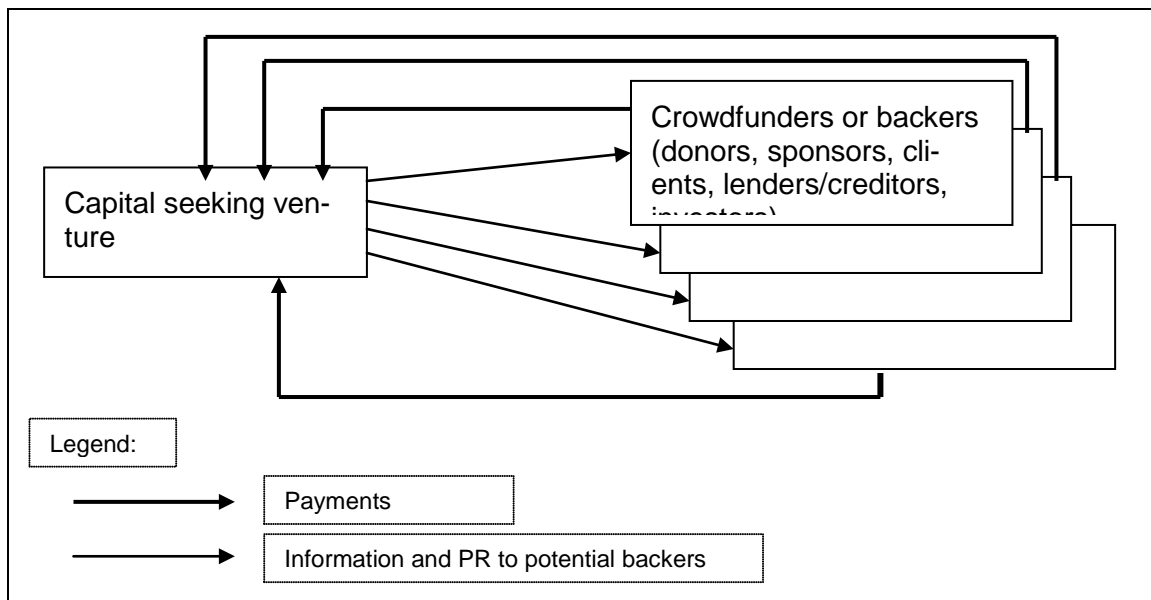 Crowdfunders or backers
(donors, sponsors, cli-
ents, lenders/creditors,
investors)
Capital seeking ven-
ture
Legend:
Payments
Information and PR to potential backers